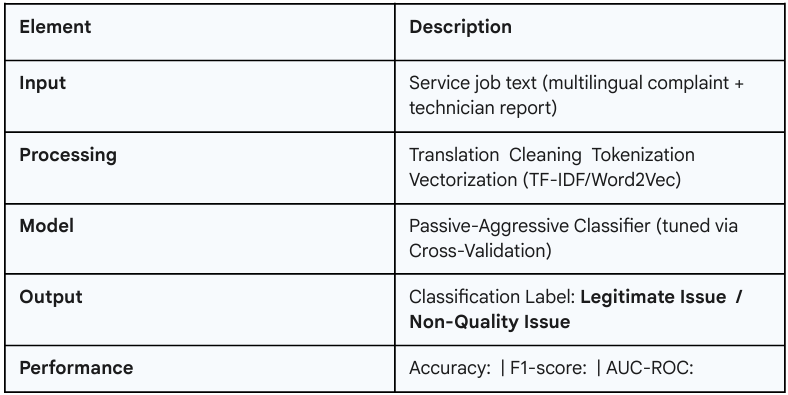 Element
Description
Input
Service job text (multilingual complaint +
technician report)
Processing
Translation Cleaning Tokenization
Vectorization (TF-IDF/Word2Vec)
Model
Passive-Aggressive Classifier (tuned via
Cross-Validation)
Output
Classification Label: Legitimate Issue /
Non-Quality Issue
Performance
Accuracy: | F1-score: | AUC-ROC: